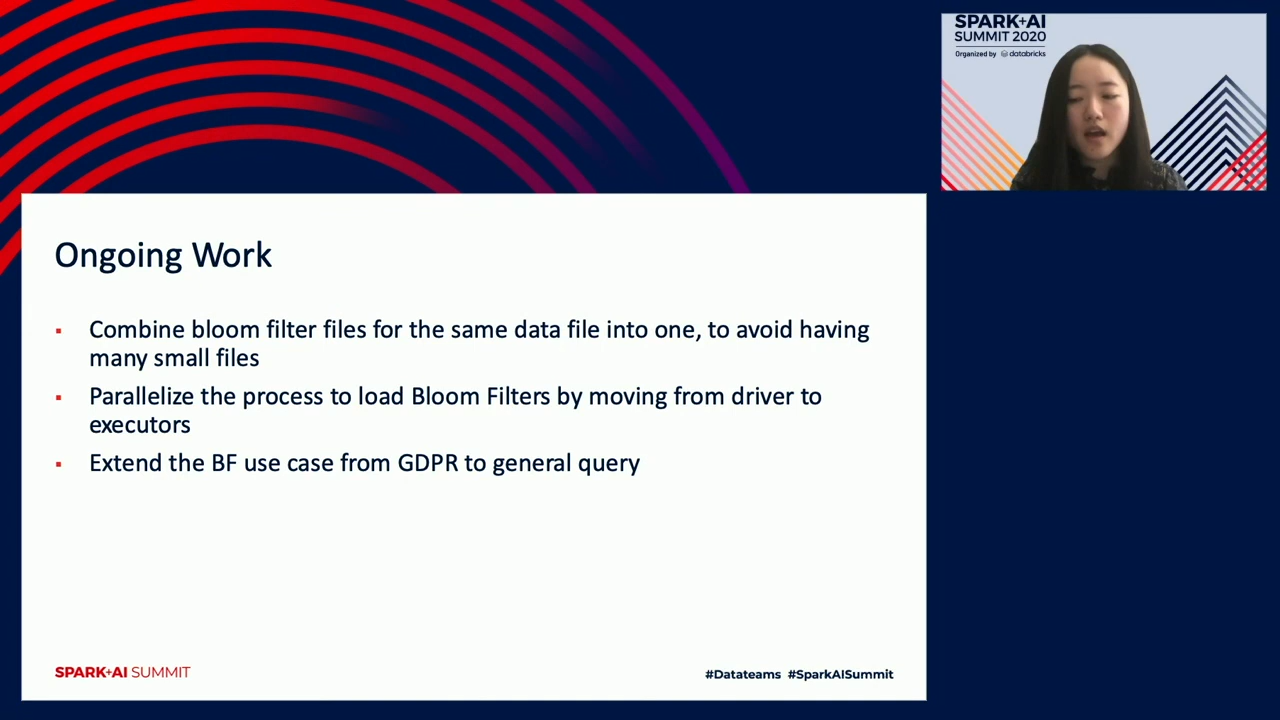 SPARK+AI
SUMMIT 2020
Organized by databricks
Ongoing Work
▪ Combine bloom filter files for the same data file into one, to avoid having
many small files
▪ Parallelize the process to load Bloom Filters by moving from driver to
executors
▪ Extend the BF use case from GDPR to general query
SPARK+AI SUMMIT
#Datateams #SparkAISummit